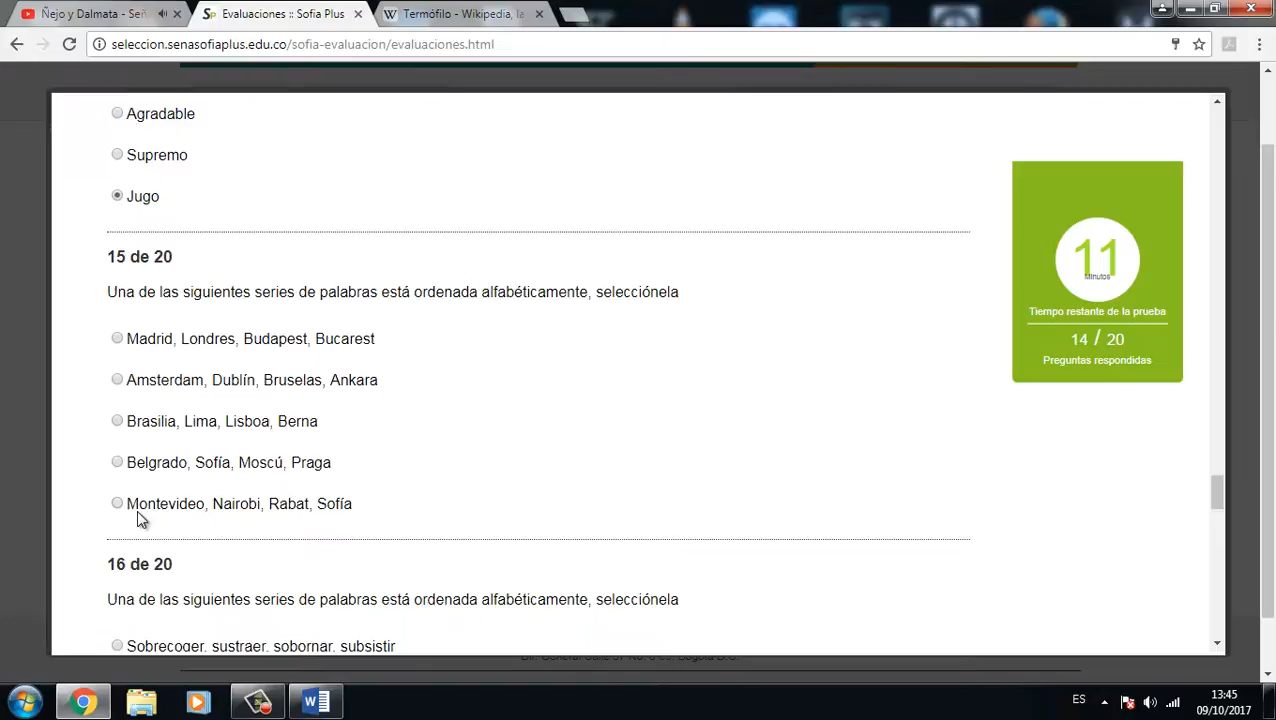 Ñejo y Dalmata - Señ
Evaluaciones :: Sofia Plus
Termófilo - Wikipedia, la
seleccion.senasofiaplus.edu.co/sofia-evaluacion/evaluaciones.html
Agradable
Supremo
Jugo
15 de 20
Una de las siguientes series de palabras está ordenada alfabéticamente, selecciónela
Madrid, Londres, Budapest, Bucarest
Amsterdam, Dublín, Bruselas, Ankara
Brasilia, Lima, Lisboa, Berna
Belgrado, Sofía, Moscú, Praga
Montevideo, Nairobi, Rabat, Sofía
16 de 20
Una de las siguientes series de palabras está ordenada alfabéticamente, selecciónela
Sobrecoger, sustraer, sobornar, subsistir
11
Minutos
Tiempo restante de la prueba
14 / 20
Preguntas respondidas
ES
13:45
09/10/2017